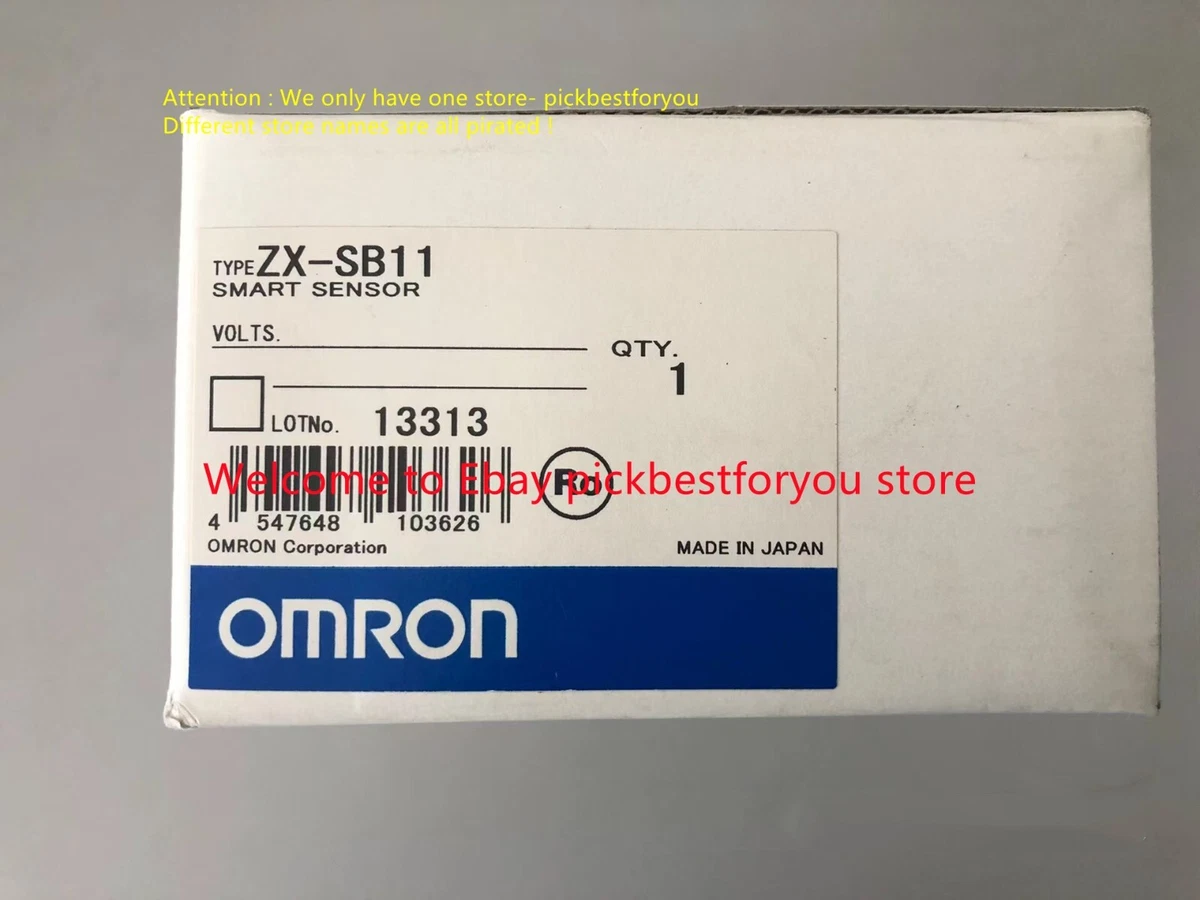 Attention : We only have one store- pickbestforyou
Different store names are all pirated !
TYPE ZX-SB11
SMART SENSOR
VOLTS.
QTY.
1
LOTNo. 13313
Welcome to Ebay pickbestforyou store
Ro
4 547648 103626
OMRON Corporation
MADE IN JAPAN
OMRON